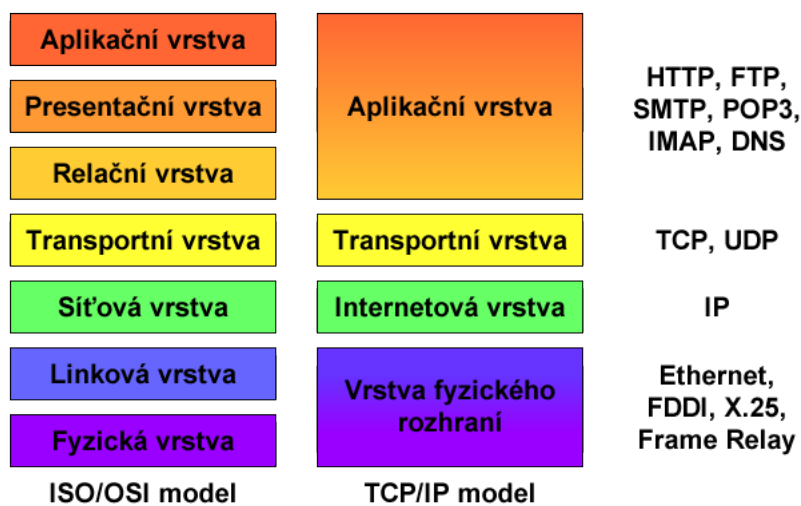 Aplikační vrstva
Presentační vrstva
Relační vrstva
Transportní vrstva
Síťová vrstva
Linková vrstva
Fyzická vrstva
ISO/OSI model
Aplikační vrstva
Transportní vrstva
Internetová vrstva
Vrstva fyzického
rozhraní
TCP/IP model
HTTP, FTP,
SMTP, POP3,
IMAP, DNS
TCP, UDP
IP
Ethernet,
FDDI, X.25,
Frame Relay